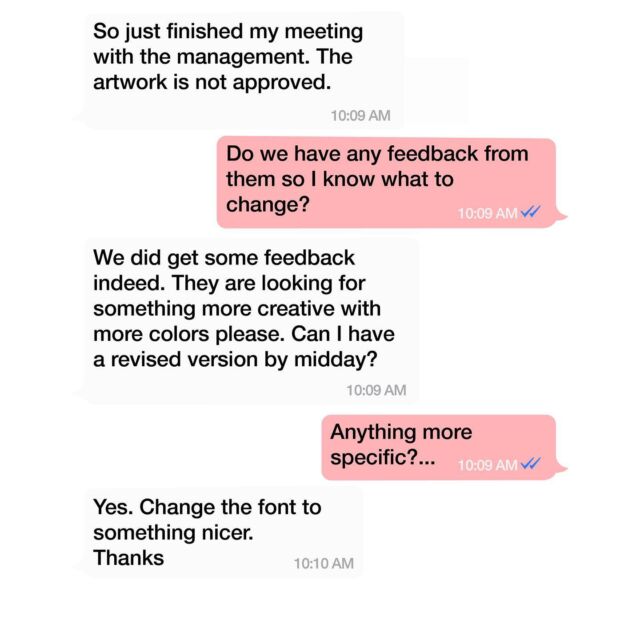 So just finished my meeting
with the management. The
artwork is not approved.
10:09 AM
Do we have any feedback from
them so I know what to
change?
10:09 AM
We did get some feedback
indeed. They are looking for
something more creative with
more colors please. Can I have
a revised version by midday?
10:09 AM
Anything more
specific?...
10:09 AM
Yes. Change the font to
something nicer.
Thanks
10:10 AM